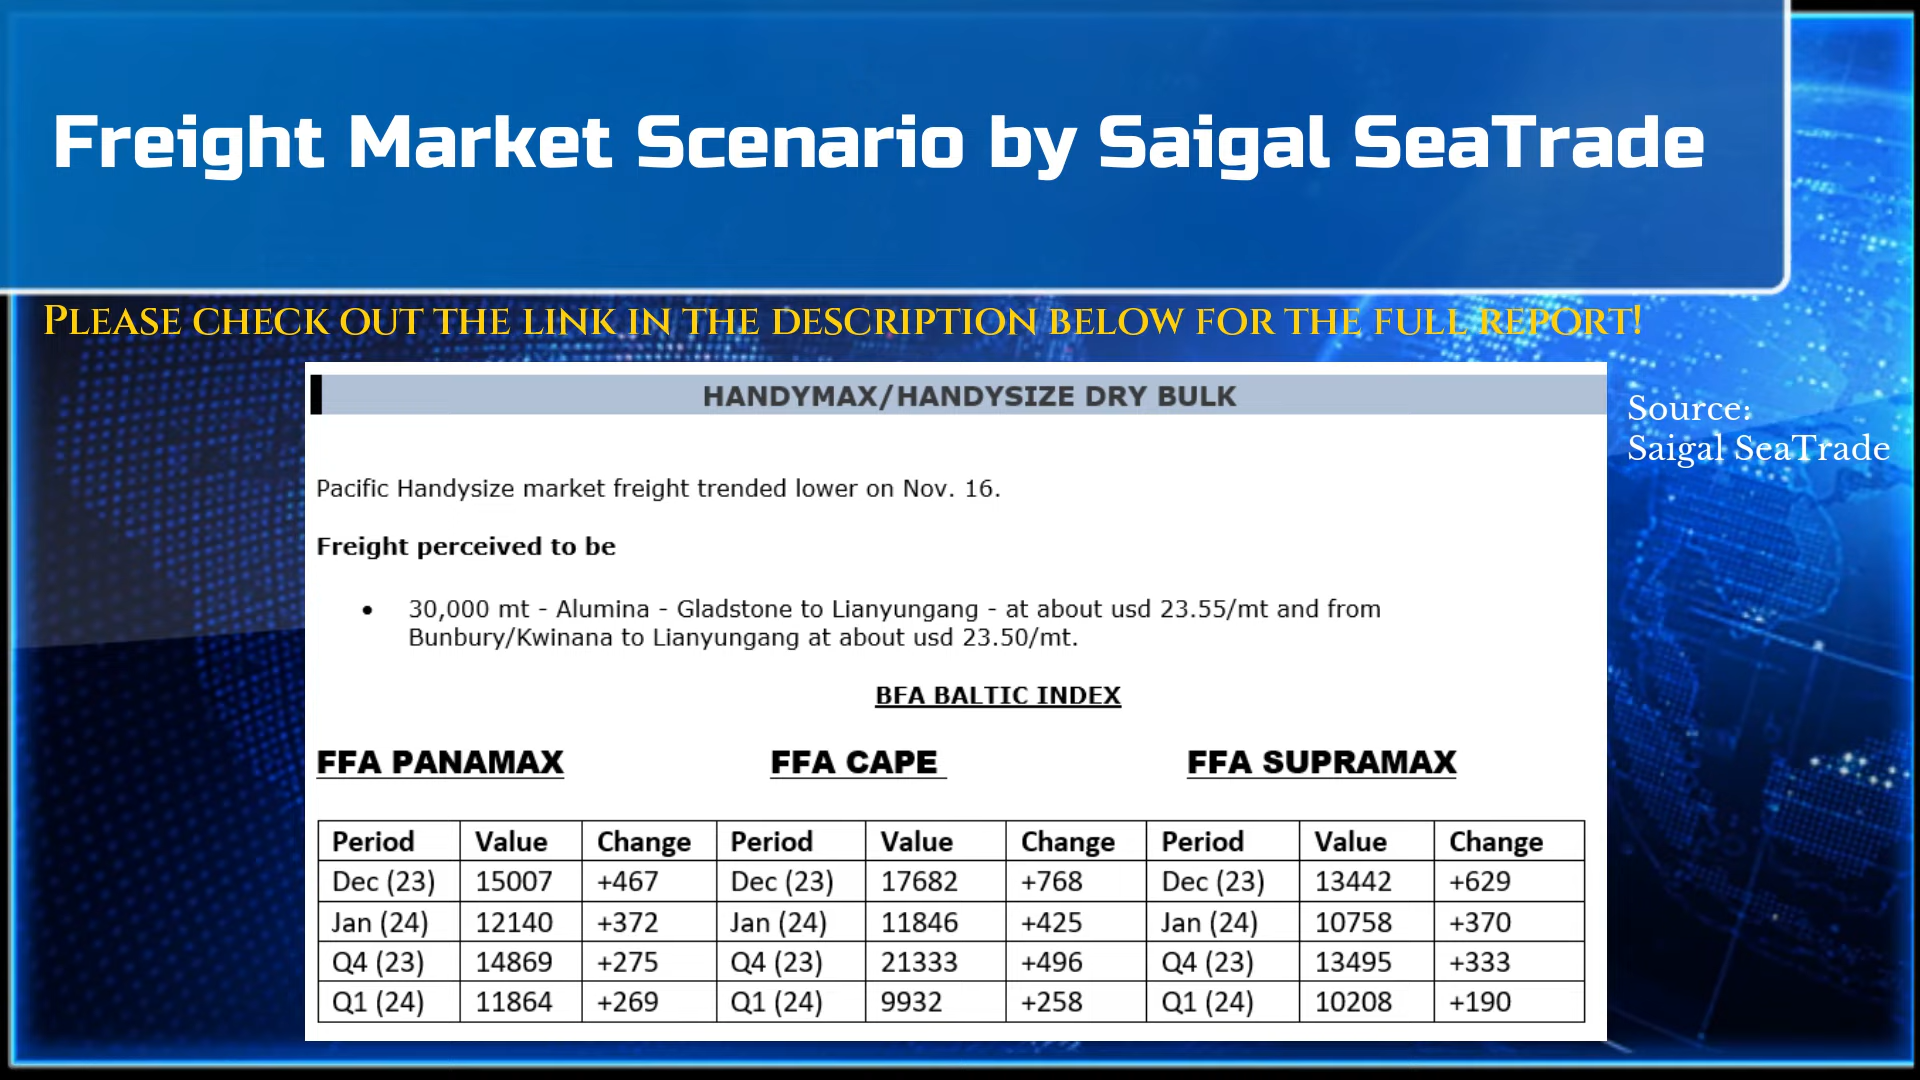 Freight Market Scenario by Saigal SeaTrade
Please check out the link in the description below for the full report!
HANDYMAX/HANDYSIZE DRY BULK
Source:
Saigal SeaTrade
Pacific Handysize market freight trended lower on Nov. 16.
Freight perceived to be
• 30,000 mt - Alumina - Gladstone to Lianyungang - at about usd 23.55/mt and from
Bunbury/Kwinana to Lianyungang at about usd 23.50/mt.
BFA BALTIC INDEX
FFA PANAMAX FFA CAPE FFA SUPRAMAX
Period Value Change Period Value Change Period Value Change
Dec (23) 15007 +467 Dec (23) 17682 +768 Dec (23) 13442 +629
Jan (24) 12140 +372 Jan (24) 11846 +425 Jan (24) 10758 +370
Q4 (23) 14869 +275 Q4 (23) 21333 +496 Q4 (23) 13495 +333
Q1 (24) 11864 +269 Q1 (24) 9932 +258 Q1 (24) 10208 +190